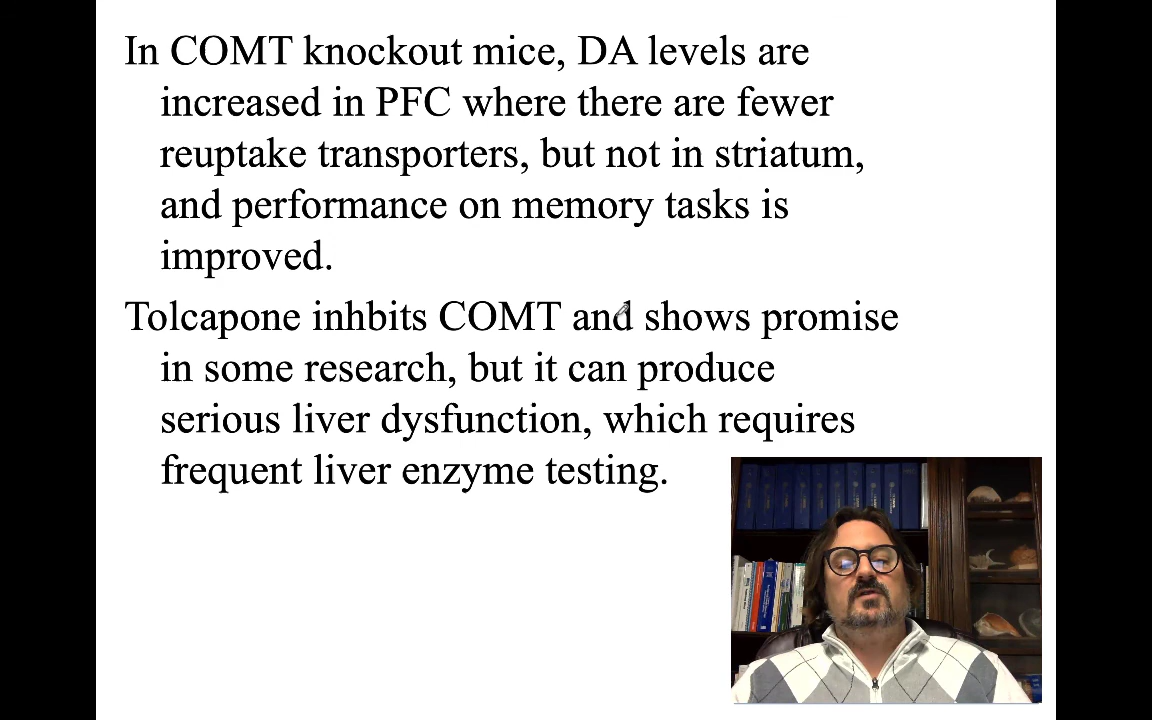 In COMT knockout mice, DA levels are
increased in PFC where there are fewer
reuptake transporters, but not in striatum,
and performance on memory tasks is
improved.
Tolcapone inhbits COMT and shows promise
in some research, but it can produce
serious liver dysfunction, which requires
frequent liver enzyme testing.